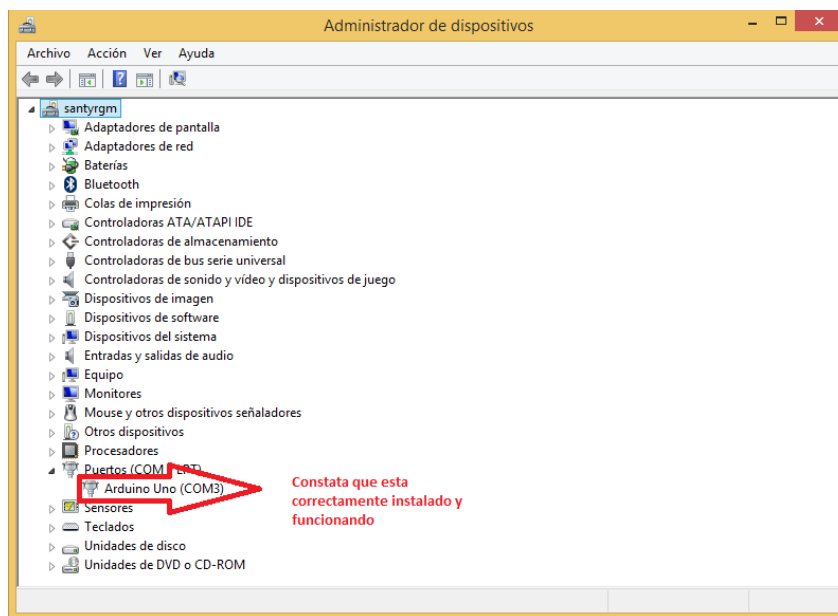 Administrador de dispositivos
Archivo Acción Ver Ayuda
santyrgm
Adaptadores de pantalla
Adaptadores de red
Baterías
Bluetooth
Colas de impresión
Controladoras ATA/ATAPI IDE
Controladoras de almacenamiento
Controladoras de bus serie universal
Controladoras de sonido y vídeo y dispositivos de juego
Dispositivos de imagen
Dispositivos de software
Dispositivos del sistema
Entradas y salidas de audio
Equipo
Monitores
Mouse y otros dispositivos señaladores
Otros dispositivos
Procesadores
Puertos (COM LPT)
Arduino Uno (COM3)
Constata que esta
correctamente instalado y
funcionando
Sensores
Teclados
Unidades de disco
Unidades de DVD o CD-ROM